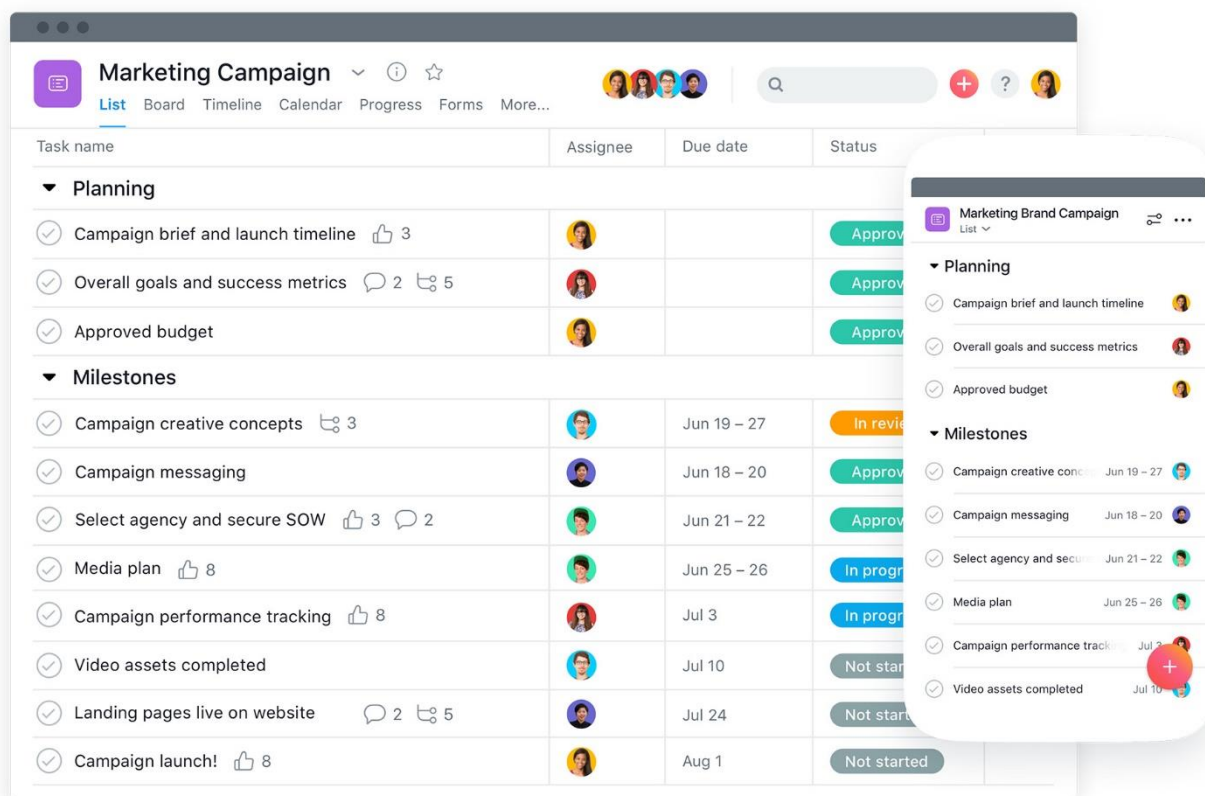 Marketing Campaign
List Board Timeline Calendar Progress Forms More...
?
Task name Assignee Due date Status
Planning
Campaign brief and launch timeline 3 Approv
Overall goals and success metrics 2 5 Approv
Approved budget Approv
Milestones
Campaign creative concepts 3 Jun 19 – 27 In revie
Campaign messaging Jun 18 – 20 Approv
Select agency and secure SOW 3 2 Jun 21 – 22 Approv
Media plan 8 Jun 25 – 26 In progr
Campaign performance tracking 8 Jul 3 In progr
Video assets completed Jul 10 Not star
Landing pages live on website 2 5 Jul 24 Not start
Campaign launch! 8 Aug 1 Not started
Marketing Brand Campaign
List
Planning
Campaign brief and launch timeline
Overall goals and success metrics
Approved budget
Milestones
Campaign creative conc Jun 19 – 27
Campaign messaging Jun 18 – 20
Select agency and secu Jun 21 – 22
Media plan Jun 25 – 26
Campaign performance track Jul 3
Video assets completed Jul 10